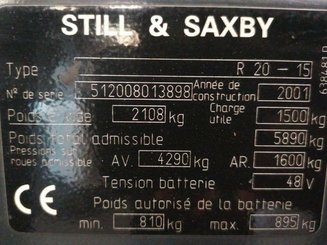 STILL & SAXBY
Type R 20 - 15
N° de serie 512008013898 Année de construction 2001
Poids à vide 2108 kg Charge utile 1500 kg
Poids total admissible 5890 kg
Pressions sur roues admissibles AV. 4290 kg AR. 1600 kg
Tension batterie 48 V
Poids autorisé de la batterie
min. 810 kg max. 895 kg
CE